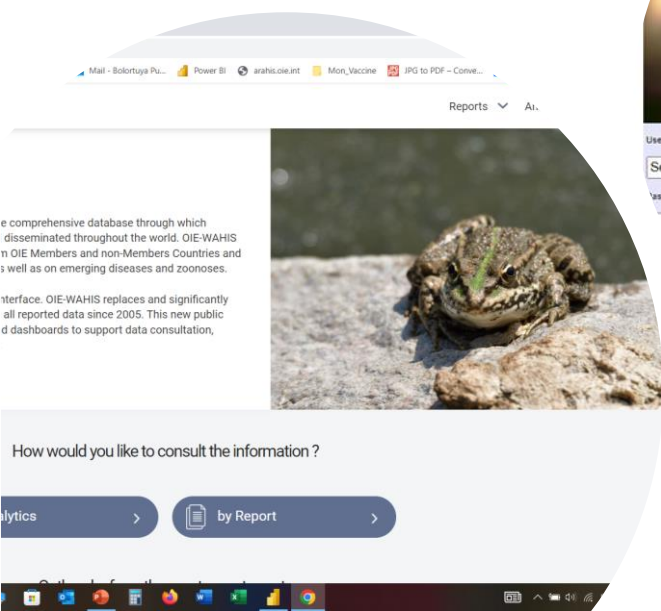 Mail - Bolortuya Pu... Power BI arahis.oie.int Mon_Vaccine JPG to PDF – Conve...
Reports
e comprehensive database through which
disseminated throughout the world. OIE-WAHIS
OIE Members and non-Members Countries and
well as on emerging diseases and zoonoses.
nterface. OIE-WAHIS replaces and significantly
all reported data since 2005. This new public
d dashboards to support data consultation,
How would you like to consult the information ?
lytics
by Report
Use